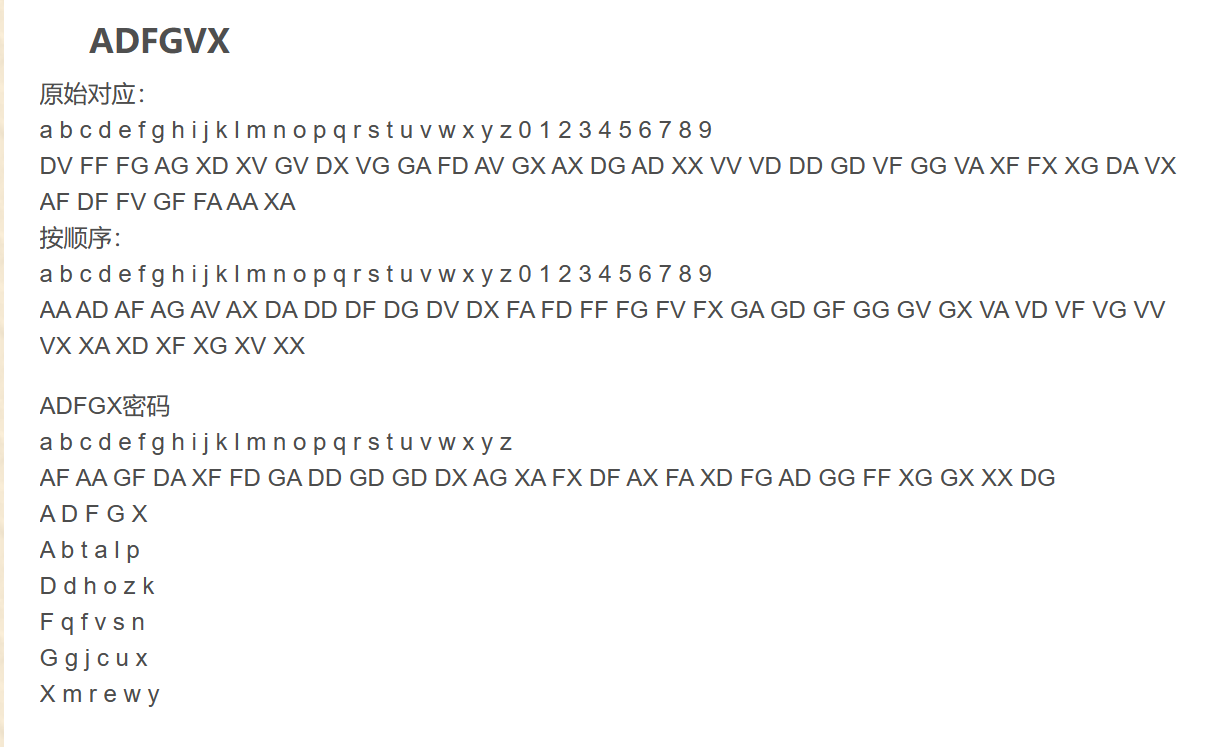 ADFGVX
原始对应：
a b c d e f g h i j k l m n o p q r s t u v w x y z 0 1 2 3 4 5 6 7 8 9
DV FF FG AG XD XV GV DX VG GA FD AV GX AX DG AD XX VV VD DD GD VF GG VA XF FX XG DA VX
AF DF FV GF FA AA XA
按顺序：
a b c d e f g h i j k l m n o p q r s t u v w x y z 0 1 2 3 4 5 6 7 8 9
AA AD AF AG AV AX DA DD DF DG DV DX FA FD FF FG FV FX GA GD GF GG GV GX VA VD VF VG VV
VX XA XD XF XG XV XX
ADFGX密码
a b c d e f g h i j k l m n o p q r s t u v w x y z
AF AA GF DA XF FD GA DD GD GD DX AG XA FX DF AX FA XD FG AD GG FF XG GX XX DG
A D F G X
A b t a l p
D d h o z k
F q f v s n
G g j c u x
X m r e w y